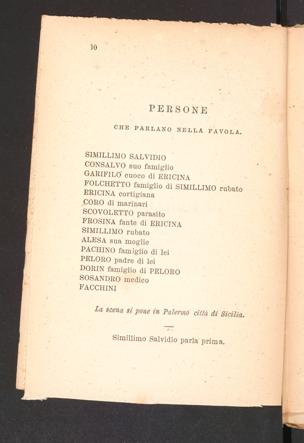 10
PERSONE
CHE PARLANO NELLA FAVOLA.
SIMILLIMO SALVIDIO
CONSALVO suo famiglio
GARIFILO cuoco di ERICINA
FOLCHETTO famiglio di SIMILLIMO rubato
ERICINA cortigiana
CORO di marinari
SCOVOLETTO parasito
FROSINA fante di ERICINA
SIMILLIMO rubato
ALESA sua moglie
PACHINO famiglio di lei
PELORO padre di lei
DORIN famiglio di PELORO
SOSANDRO medico
FACCHINI
La scena si pone in Palermo città di Sicilia.
Simillimo Salvidio parla prima.